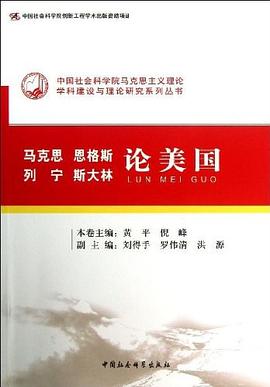 中国社会科学院创新工程学术出版资助项目
中国社会科学院马克思主义理论
学科建设与理论研究系列丛书
马克思 恩格斯
列宁 斯大林
论美国
LUN MEI GUO
本卷主编：黄 平 倪 峰
副主编：刘得手 罗伟清 洪 源
中国社会科学出版社